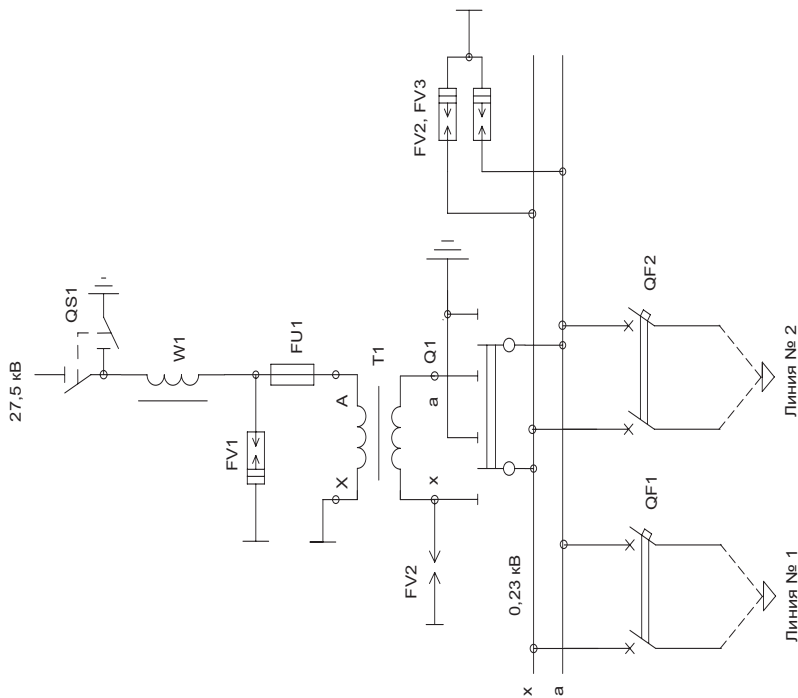 27,5 кВ
QS1
W1
FV1
FU1
X
A
T1
x
a
Q1
FV2
FV2, FV3
0,23 кВ
x
a
QF1
QF2
Линия № 1
Линия № 2